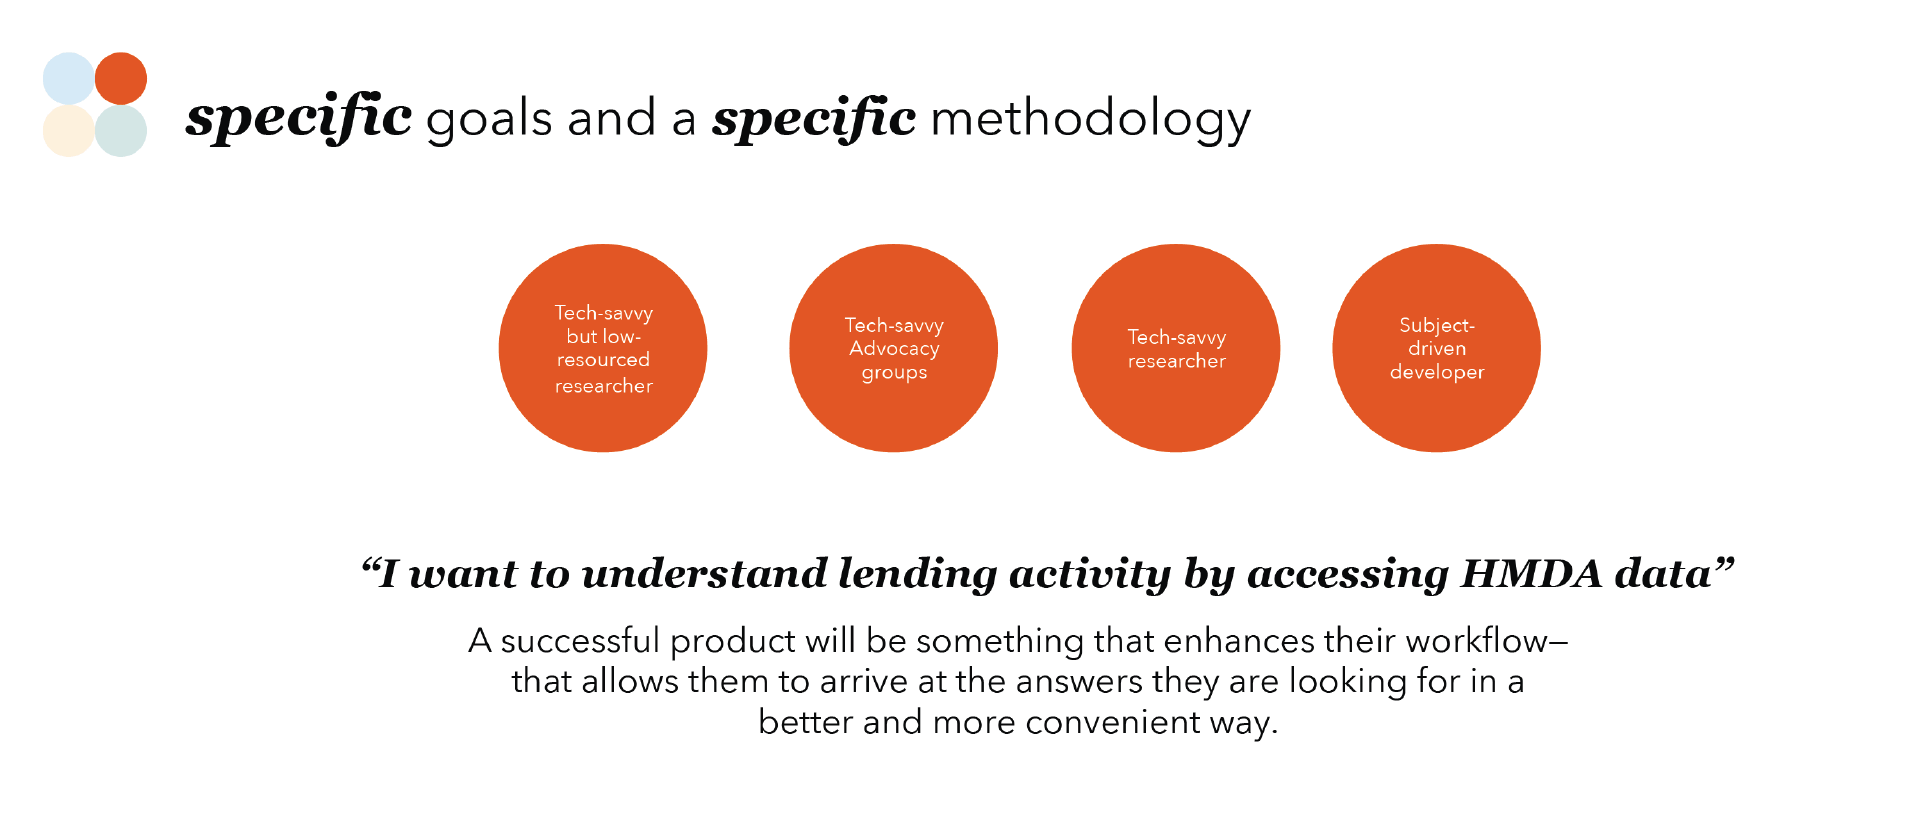 specific goals and a specific methodology
Tech-savvy
but low-
resourced
researcher
Tech-savvy
Advocacy
groups
Tech-savvy
researcher
Subject-
driven
developer
“I want to understand lending activity by accessing HMDA data”
A successful product will be something that enhances their workflow—
that allows them to arrive at the answers they are looking for in a
better and more convenient way.